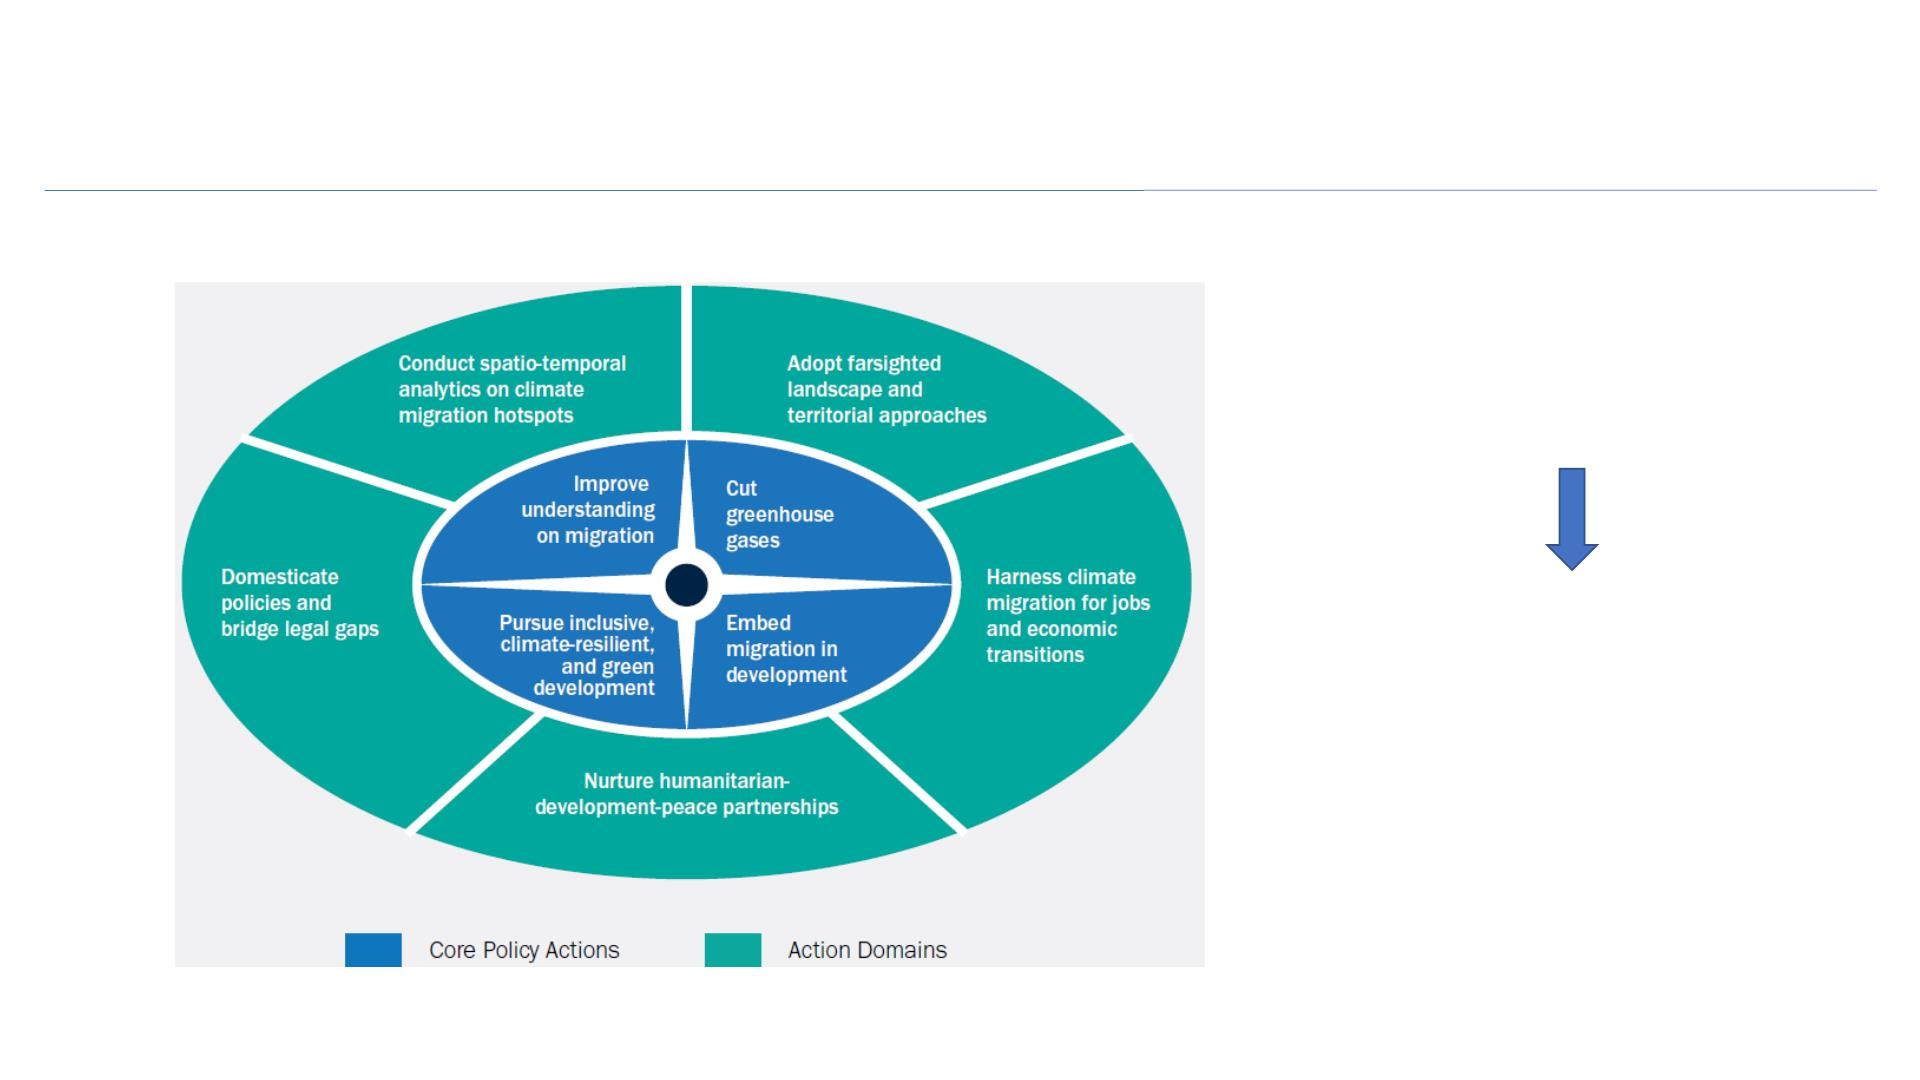 Conduct spatio-temporal
analytics on climate
migration hotspots
Adopt farsighted
landscape and
territorial approaches
Improve
understanding
on migration
Cut
greenhouse
gases
Domesticate
policies and
bridge legal gaps
Harness climate
migration for jobs
and economic
transitions
Pursue inclusive,
climate-resilient,
and green
development
Embed
migration in
development
Nurture humanitarian-
development-peace partnerships
Core Policy Actions
Action Domains